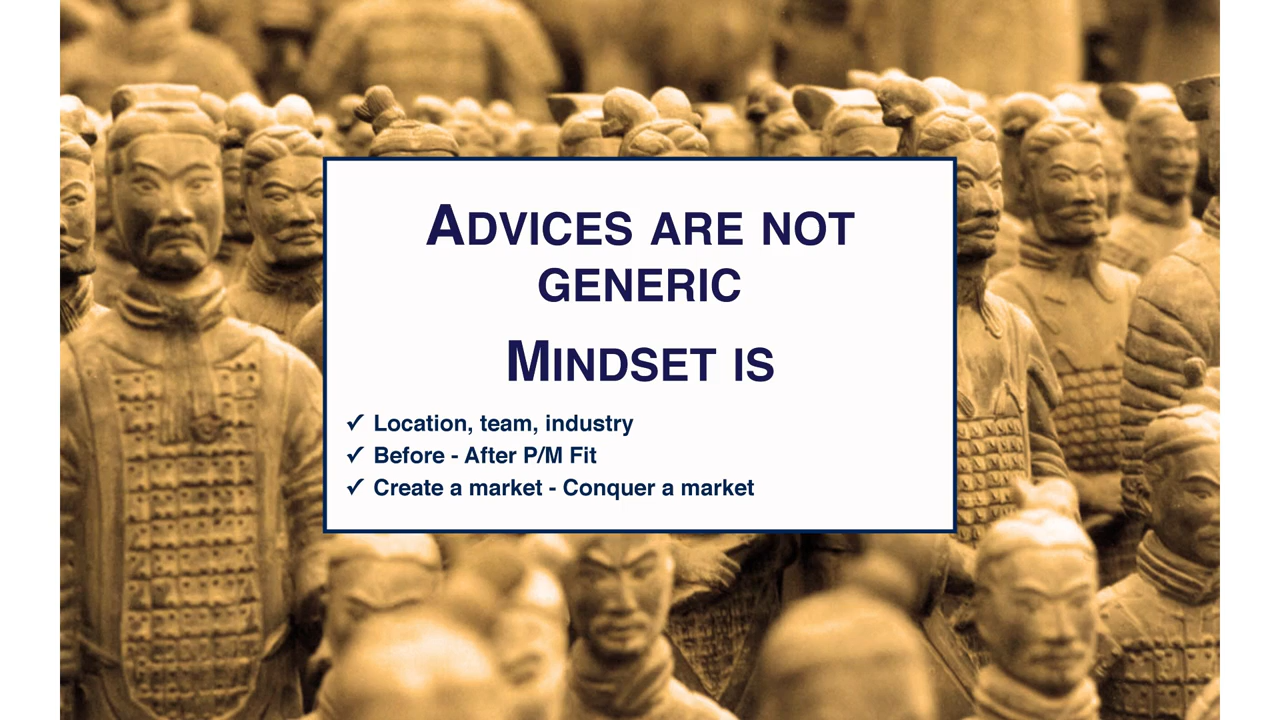 Advices are not
generic
Mindset is
✓ Location, team, industry
✓ Before - After P/M Fit
✓ Create a market - Conquer a market